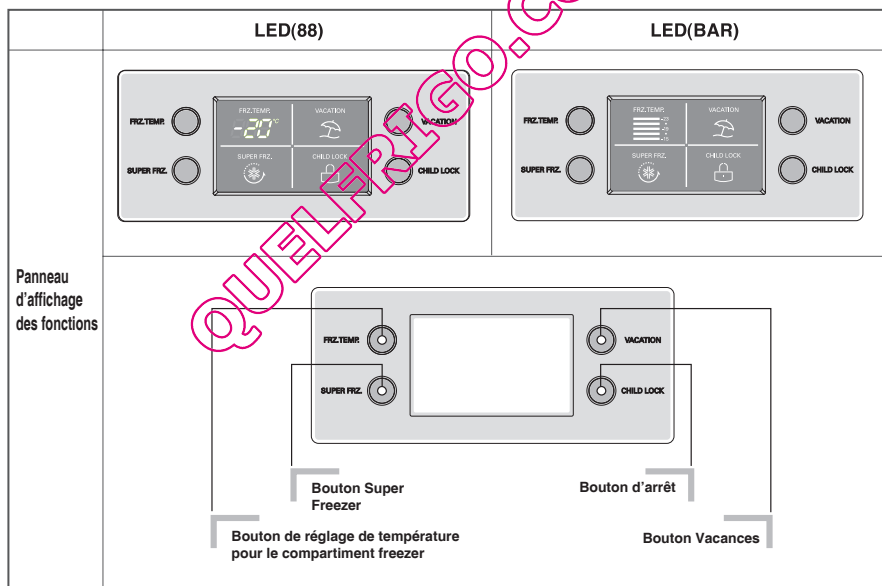 LED(88)
LED(BAR)
Panneau
d'affichage
des fonctions
FRZ.TEMP.
SUPER FRZ.
FRZ.TEMP.
-20°C
VACATION
SUPER FRZ.
CHILD LOCK
VACATION
CHILD LOCK
FRZ.TEMP.
SUPER FRZ.
FRZ.TEMP.
VACATION
SUPER FRZ.
CHILD LOCK
VACATION
CHILD LOCK
FRZ.TEMP.
SUPER FRZ.
VACATION
CHILD LOCK
Bouton Super
Freezer
Bouton d'arrêt
Bouton de réglage de température
pour le compartiment freezer
Bouton Vacances
QUELFRIGO.CO